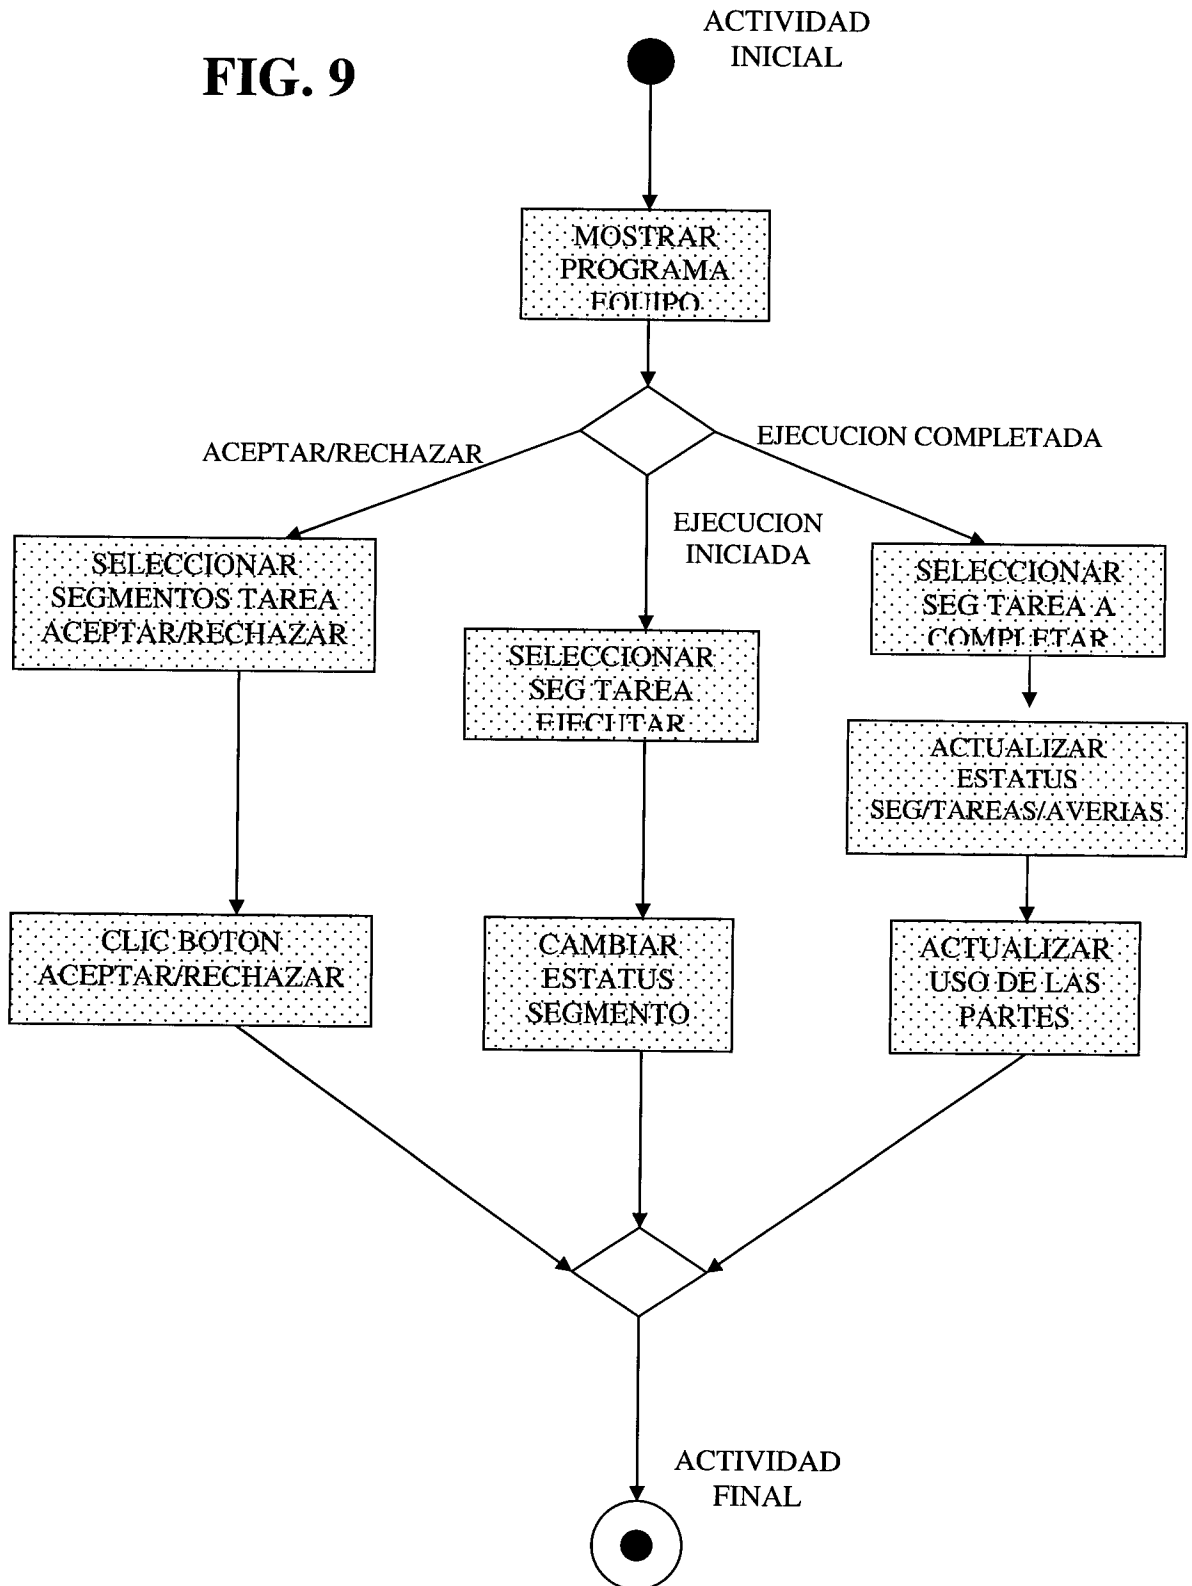 FIG. 9
ACTIVIDAD
INICIAL
MOSTRAR
PROGRAMA
EQUIPO
ACEPTAR/RECHAZAR
EJECUCION COMPLETADA
EJECUCION
INICIADA
SELECCIONAR
SEGMENTOS TAREA
ACEPTAR/RECHAZAR
SELECCIONAR
SEG TAREA
EJECUTAR
SELECCIONAR
SEG TAREA A
COMPLETAR
ACTUALIZAR
ESTATUS
SEG/TAREAS/AVERIAS
CLIC BOTON
ACEPTAR/RECHAZAR
CAMBIAR
ESTATUS
SEGMENTO
ACTUALIZAR
USO DE LAS
PARTES
ACTIVIDAD
FINAL